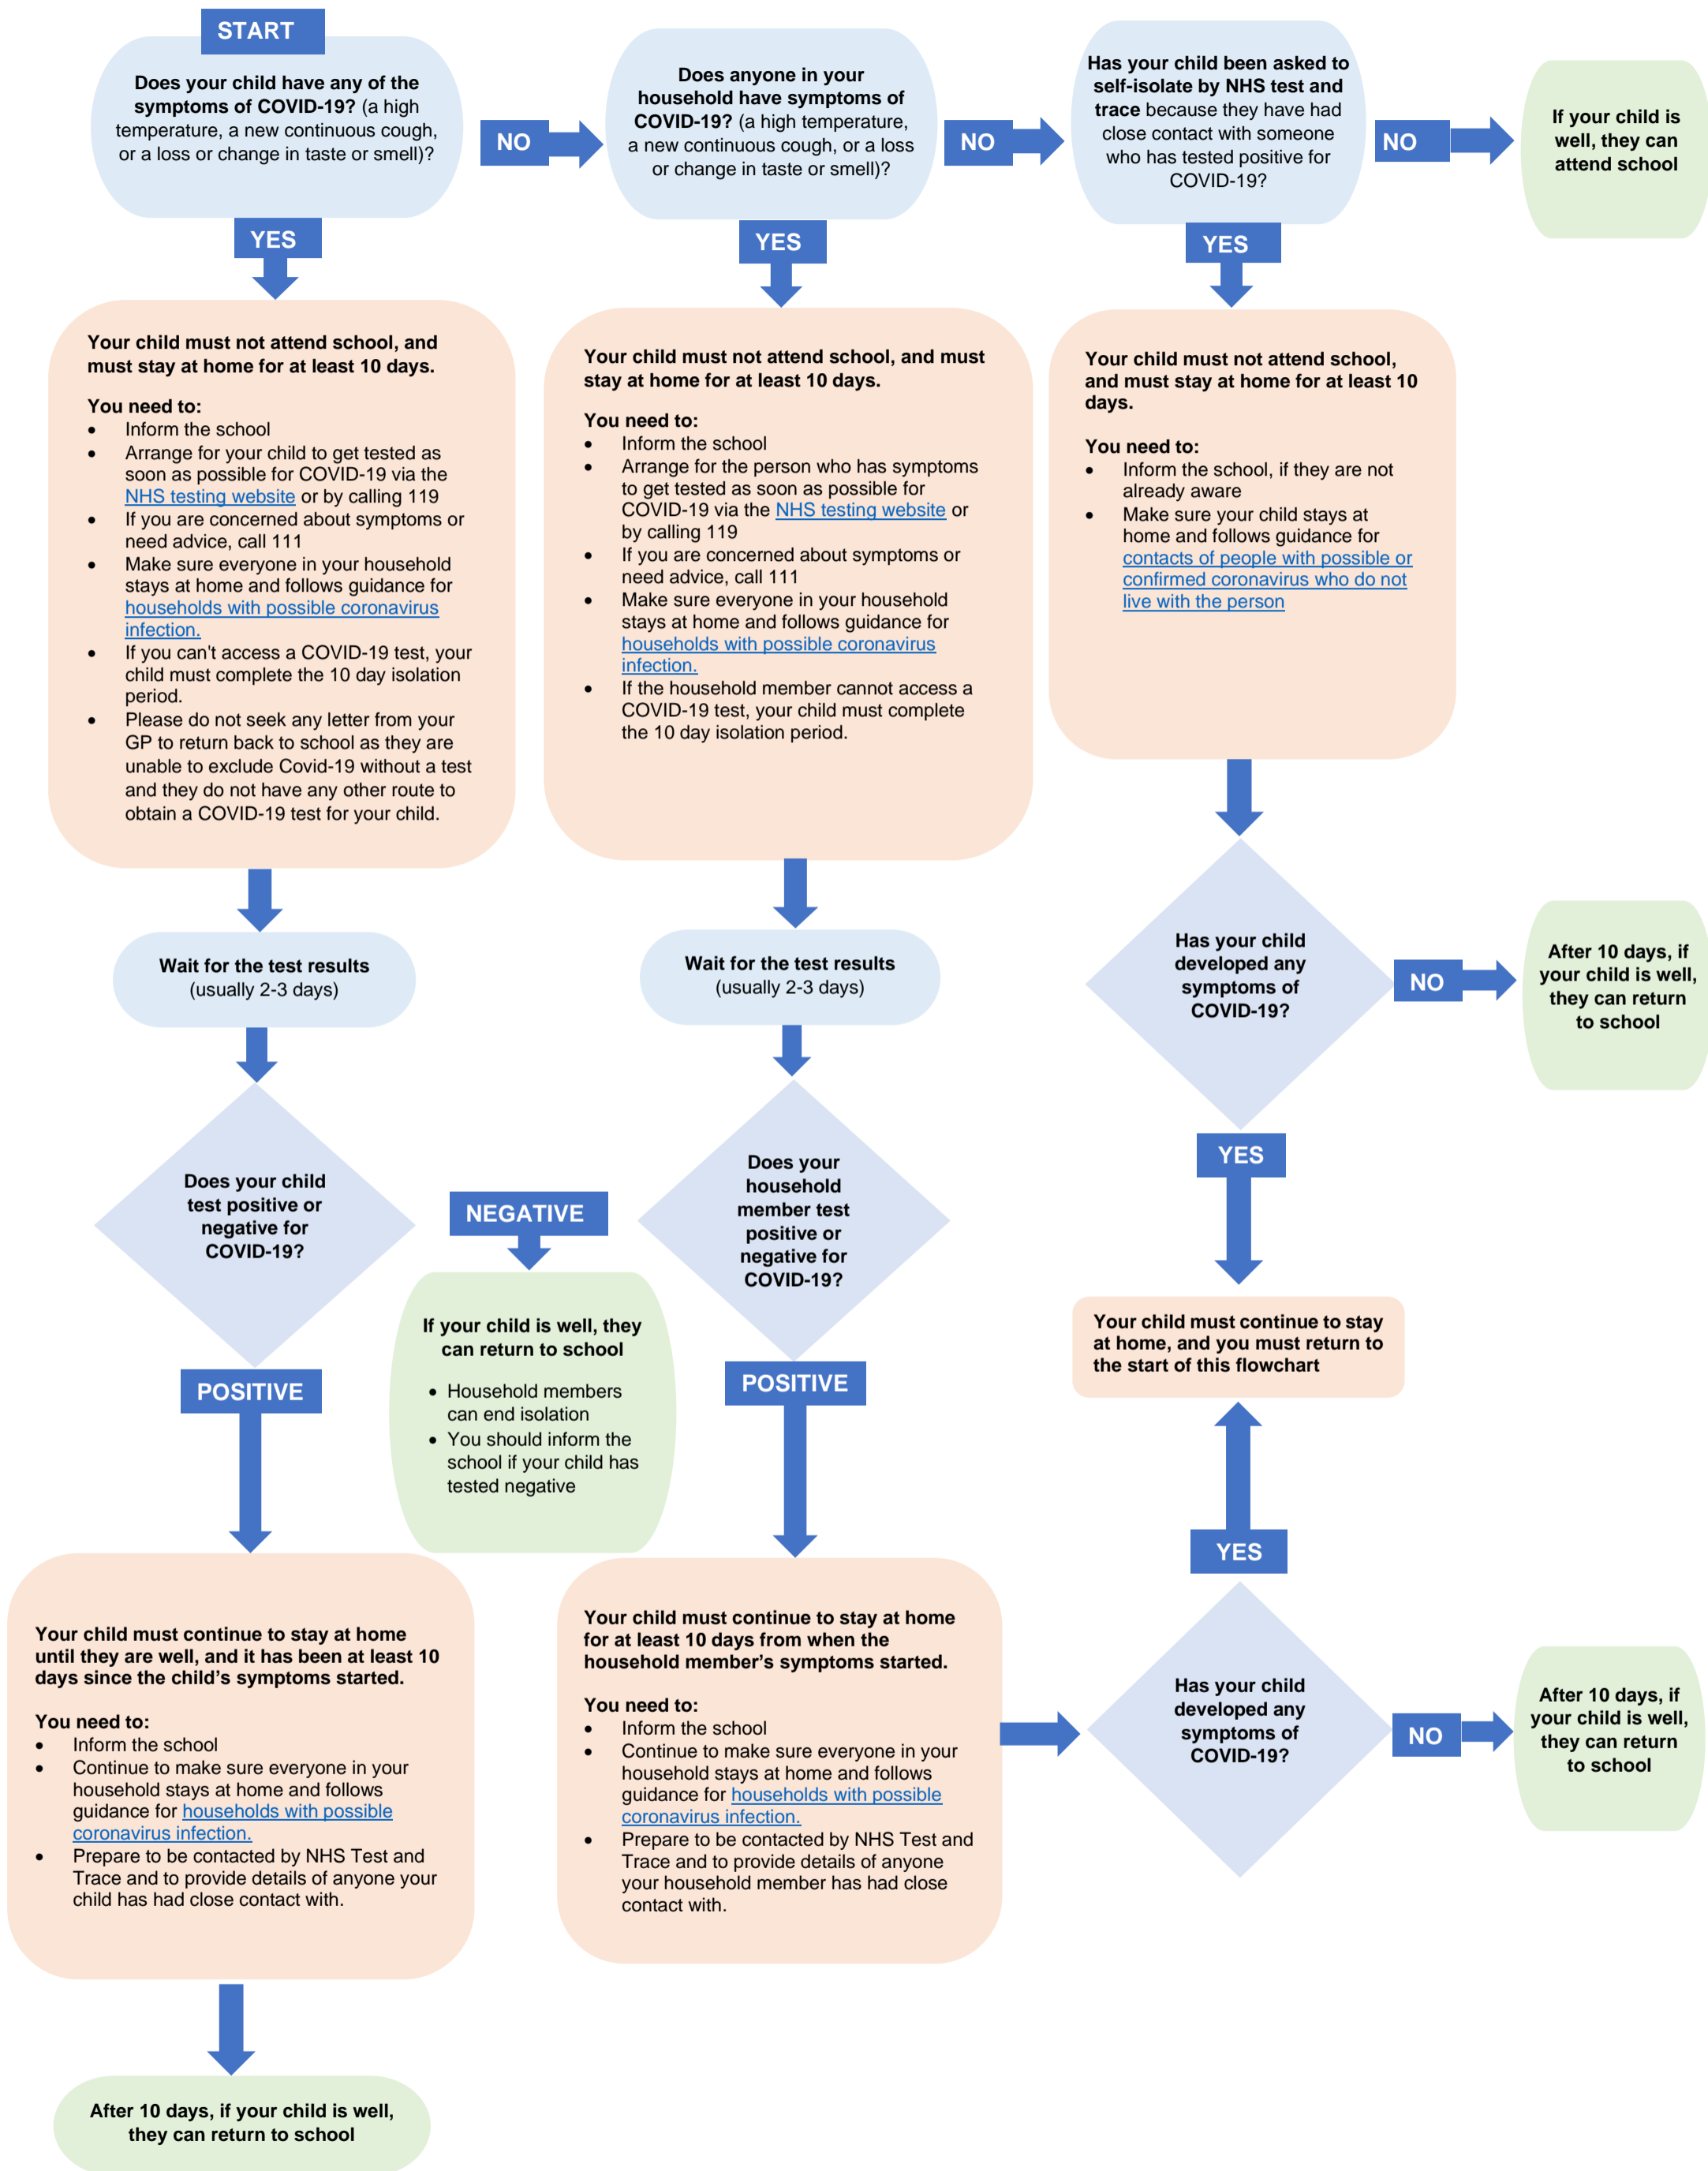 START
Does your child have any of the
symptoms of COVID-19? (a high
temperature, a new continuous cough,
or a loss or change in taste or smell)?
NO
Does anyone in your
household have symptoms of
COVID-19? (a high temperature,
a new continuous cough, or a loss
or change in taste or smell)?
NO
Has your child been asked to
self-isolate by NHS test and
trace because they have had
close contact with someone
who has tested positive for
COVID-19?
NO
If your child is
well, they can
attend school
YES
YES
YES
Your child must not attend school, and
must stay at home for at least 10 days.
You need to:
• Inform the school
• Arrange for your child to get tested as
soon as possible for COVID-19 via the
NHS testing website or by calling 119
• If you are concerned about symptoms or
need advice, call 111
• Make sure everyone in your household
stays at home and follows guidance for
households with possible coronavirus
infection.
• If you can't access a COVID-19 test, your
child must complete the 10 day isolation
period.
• Please do not seek any letter from your
GP to return back to school as they are
unable to exclude Covid-19 without a test
and they do not have any other route to
obtain a COVID-19 test for your child.
Your child must not attend school, and must
stay at home for at least 10 days.
You need to:
• Inform the school
• Arrange for the person who has symptoms
to get tested as soon as possible for
COVID-19 via the NHS testing website or
by calling 119
• If you are concerned about symptoms or
need advice, call 111
• Make sure everyone in your household
stays at home and follows guidance for
households with possible coronavirus
infection.
• If the household member cannot access a
COVID-19 test, your child must complete
the 10 day isolation period.
Your child must not attend school,
and must stay at home for at least 10
days.
You need to:
• Inform the school, if they are not
already aware
• Make sure your child stays at
home and follows guidance for
contacts of people with possible or
confirmed coronavirus who do not
live with the person
Wait for the test results
(usually 2-3 days)
Wait for the test results
(usually 2-3 days)
Has your child
developed any
symptoms of
COVID-19?
NO
After 10 days, if
your child is well,
they can return
to school
YES
Does your child
test positive or
negative for
COVID-19?
NEGATIVE
Does your
household
member test
positive or
negative for
COVID-19?
If your child is well, they
can return to school
• Household members
can end isolation
• You should inform the
school if your child has
tested negative
Your child must continue to stay
at home, and you must return to
the start of this flowchart
POSITIVE
POSITIVE
YES
Your child must continue to stay at home
until they are well, and it has been at least 10
days since the child’s symptoms started.
You need to:
• Inform the school
• Continue to make sure everyone in your
household stays at home and follows
guidance for households with possible
coronavirus infection.
• Prepare to be contacted by NHS Test and
Trace and to provide details of anyone your
child has had close contact with.
Your child must continue to stay at home
for at least 10 days from when the
household member’s symptoms started.
You need to:
• Inform the school
• Continue to make sure everyone in your
household stays at home and follows
guidance for households with possible
coronavirus infection.
• Prepare to be contacted by NHS Test and
Trace and to provide details of anyone
your household member has had close
contact with.
Has your child
developed any
symptoms of
COVID-19?
NO
After 10 days, if
your child is well,
they can return
to school
After 10 days, if your child is well,
they can return to school